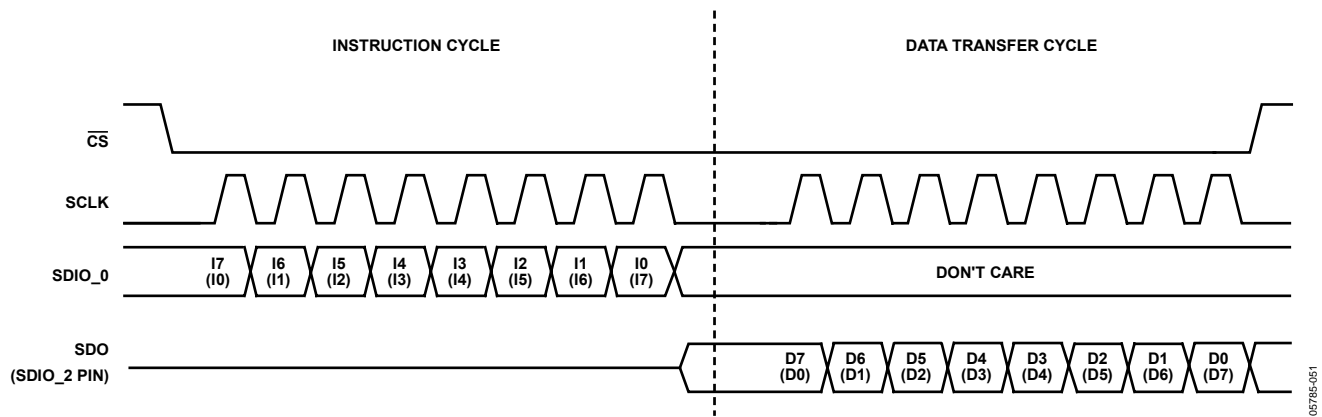 INSTRUCTION CYCLE DATA TRANSFER CYCLE
CS
SCLK
I7 I6 I5 I4 I3 I2 I1 I0
SDIO_0 DON'T CARE
(I0) (I1) (I2) (I3) (I4) (I5) (I6) (I7)
SDO
D7 D6 D5 D4 D3 D2 D1 D0
(SDIO_2 PIN) (D0) (D1) (D2) (D3) (D4) (D5) (D6) (D7)
05785-051